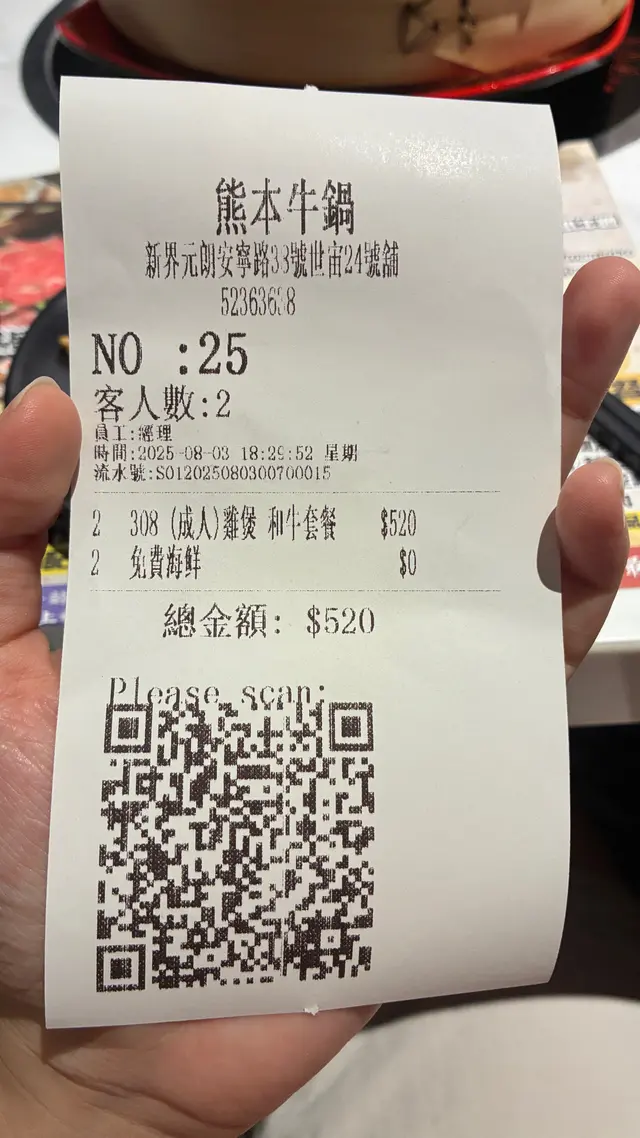 熊本牛鍋
新界元朗安寧路38號世宙24號舖
NO :25
客人數:2
員工:經理
時間:2025-08-03 18:29:52 星期
流水號:S012025080300700015
2 308 (成人)雞煲 和牛套餐 $520
2 免費海鮮 $0
總金額: $520
Please scan: